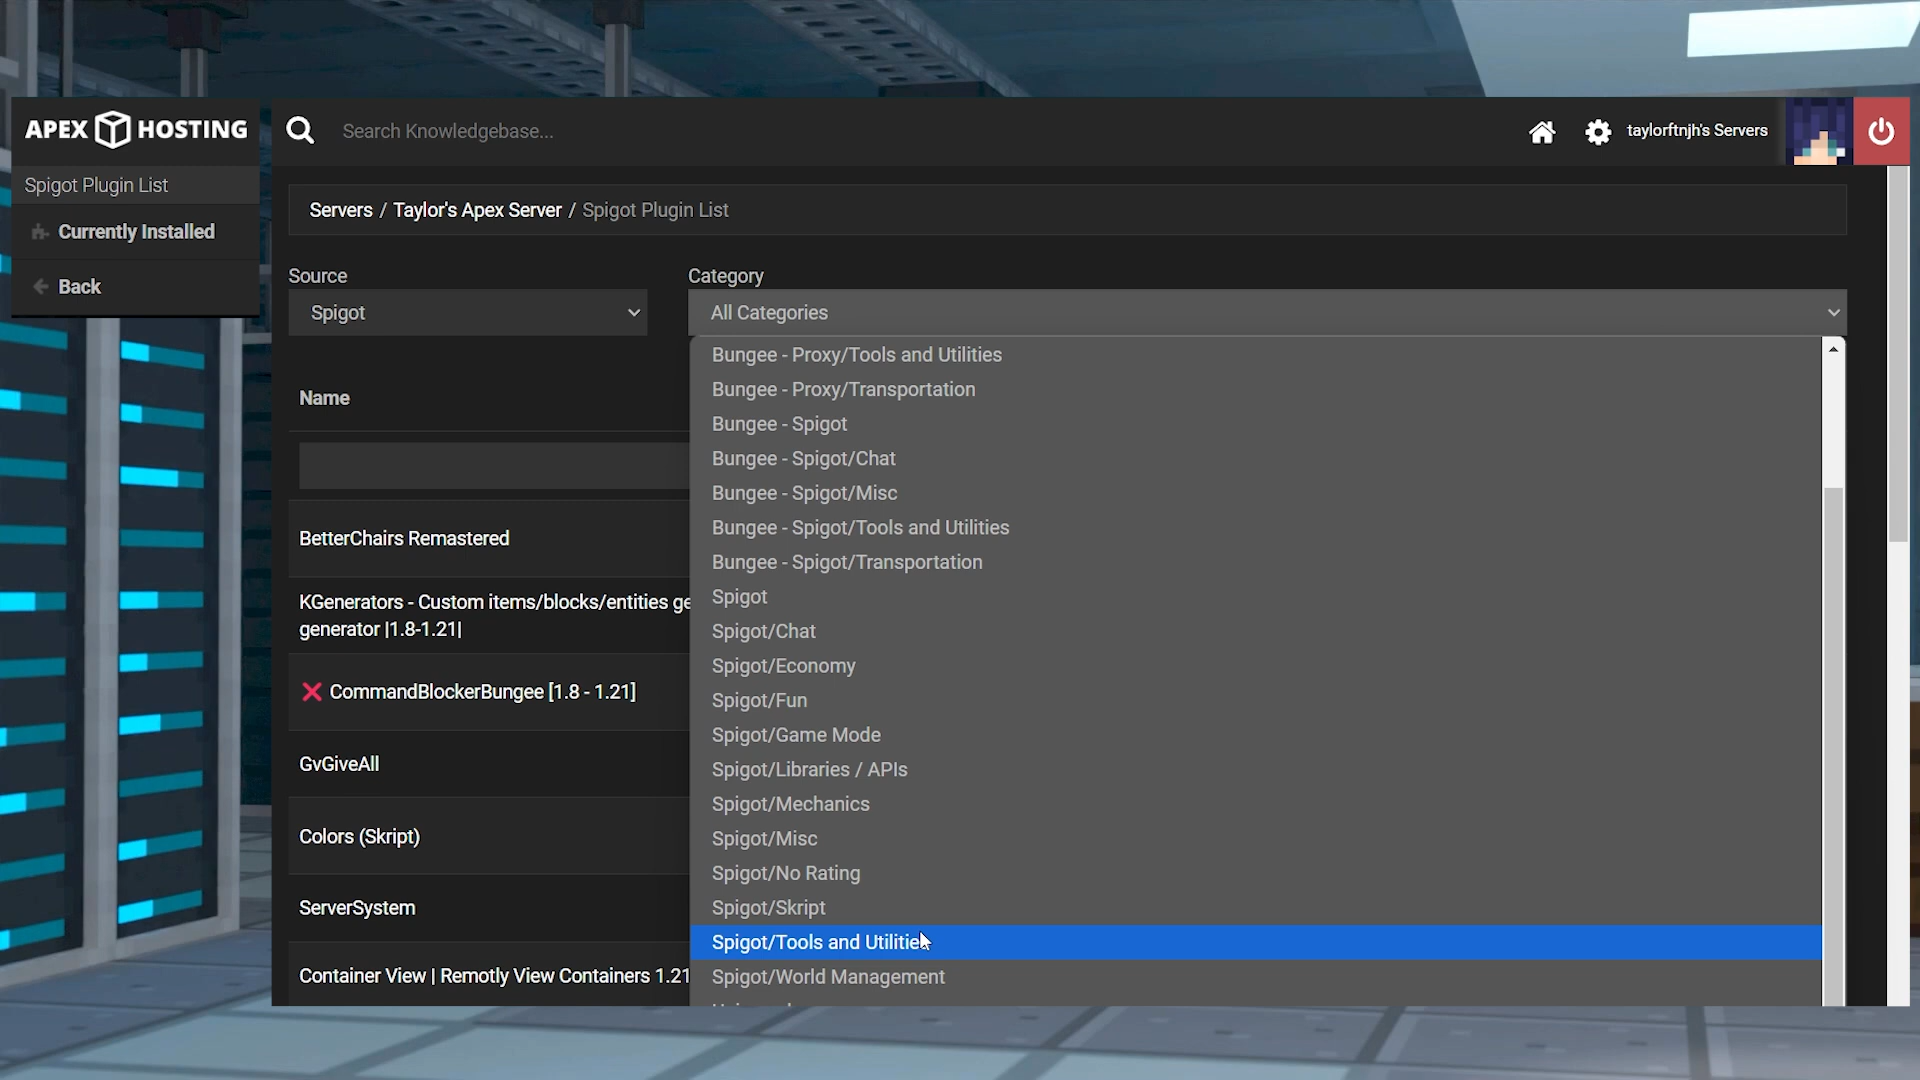 APEX HOSTING
Search Knowledgebase...
taylorftnjh's Servers
Spigot Plugin List
Currently Installed
Back
Servers / Taylor's Apex Server / Spigot Plugin List
Source
Spigot
Category
All Categories
Name
BetterChairs Remastered
KGenerators - Custom items/blocks/entities ge
generator |1.8-1.21|
❌ CommandBlockerBungee [1.8 - 1.21]
GvGiveAll
Colors (Skript)
ServerSystem
Container View | Remotly View Containers 1.21
Bungee - Proxy/Tools and Utilities
Bungee - Proxy/Transportation
Bungee - Spigot
Bungee - Spigot/Chat
Bungee - Spigot/Misc
Bungee - Spigot/Tools and Utilities
Bungee - Spigot/Transportation
Spigot
Spigot/Chat
Spigot/Economy
Spigot/Fun
Spigot/Game Mode
Spigot/Libraries / APIs
Spigot/Mechanics
Spigot/Misc
Spigot/No Rating
Spigot/Skript
Spigot/Tools and Utilities
Spigot/World Management